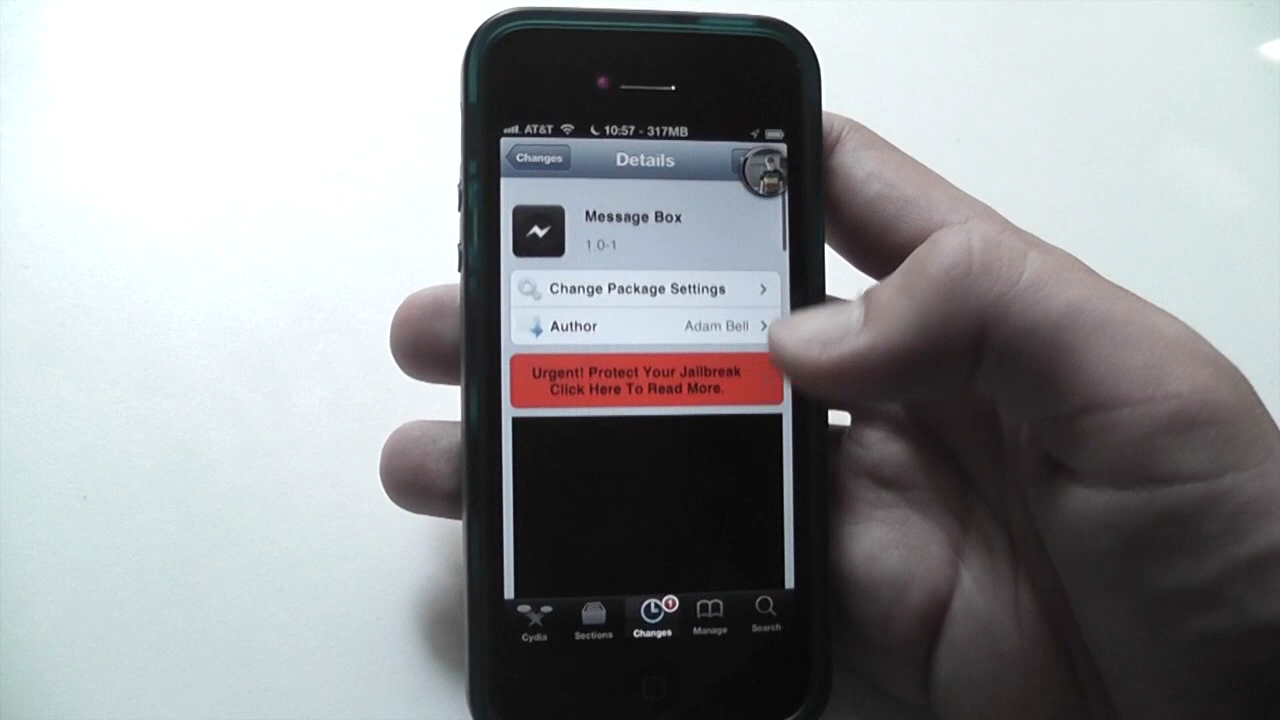 AT&T 10:57 - 317MB
Changes Details
Message Box
1.0-1
Change Package Settings
Author Adam Bell
Urgent! Protect Your Jailbreak
Click Here To Read More.
1
Cydia Sections Changes Manage Search